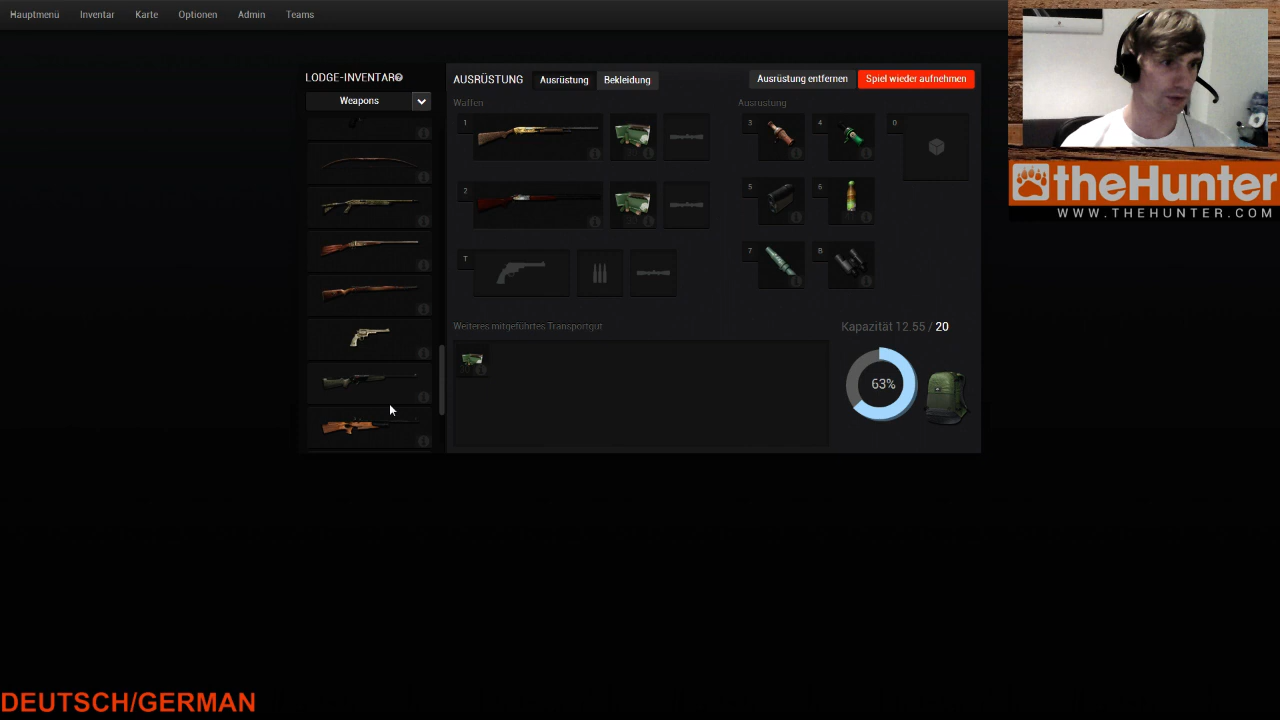 Hauptmenü Inventar Karte Optionen Admin Teams
LODGE-INVENTAR
Weapons
AUSRÜSTUNG Ausrüstung Bekleidung Ausrüstung entfernen Spiel wieder aufnehmen
Waffen Ausrüstung
1 3 4 0
2 5 6
T 7 8
Weiteres mitgeführtes Transportgut Kapazität 12.55 / 20
63%
theHunter
WWW.THEHUNTER.COM
DEUTSCH/GERMAN